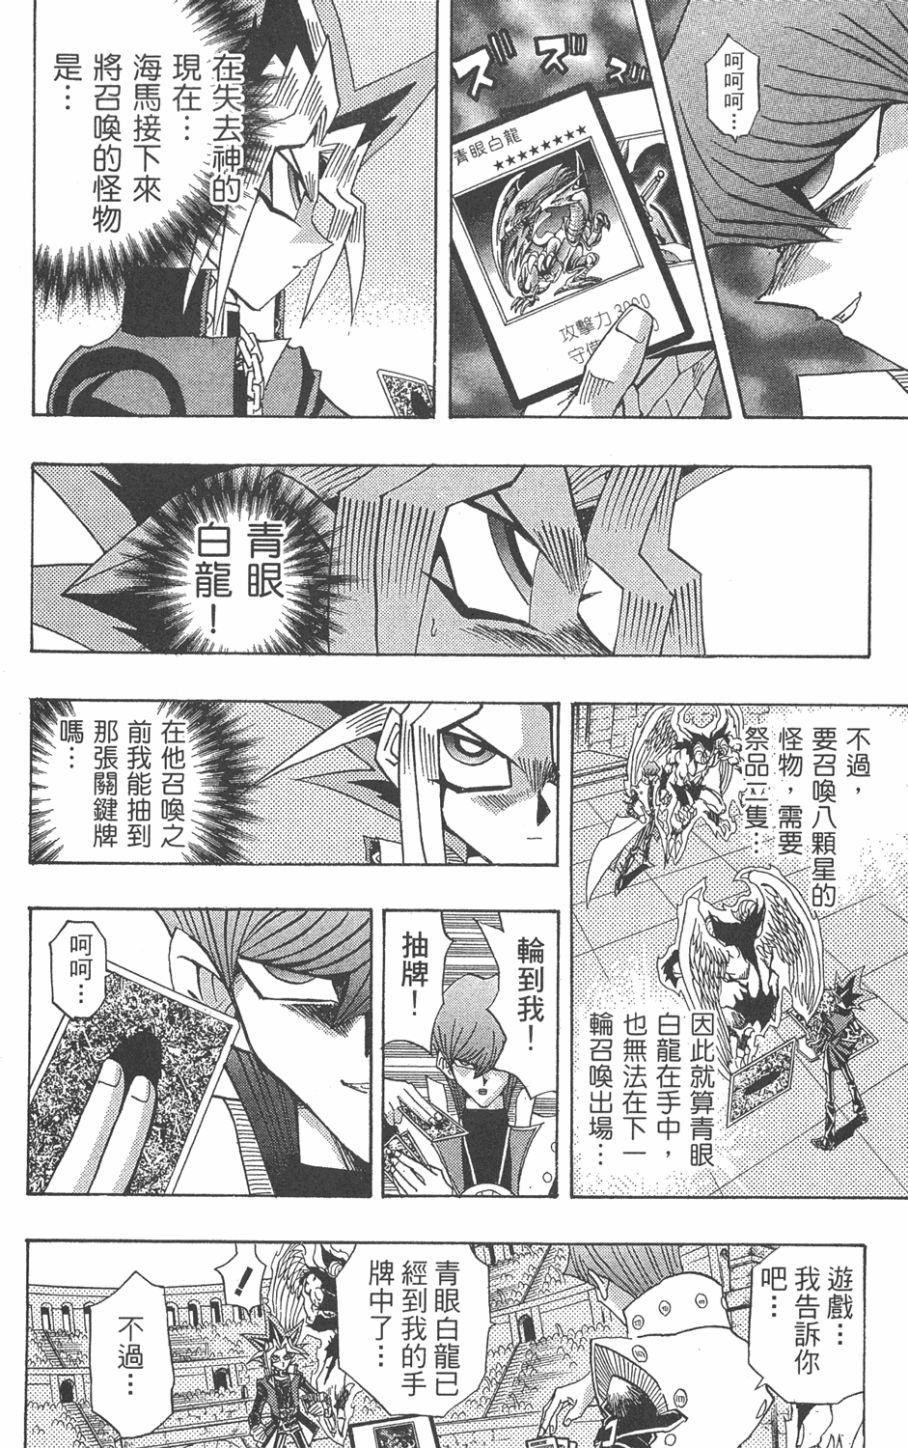 呵呵呵…
ズ
ズ
ズ
青眼白龍
★★★★★★★★
攻擊力 3000
在失去神的
現在…
海馬接下來
將召喚的怪物
是…
青眼
白龍！
不過，
要召喚八顆星的
怪物，需要
祭品二隻…
因此就算青眼
白龍在手中，
也無法在下一
輪召喚出場…
在他召喚之
前我能抽到
那張關鍵牌
嗎…
輪到我！
抽牌！
呵呵…
遊戲…
我告訴你
吧…
青眼白龍已
經到我的手
牌中了…
！
不過…